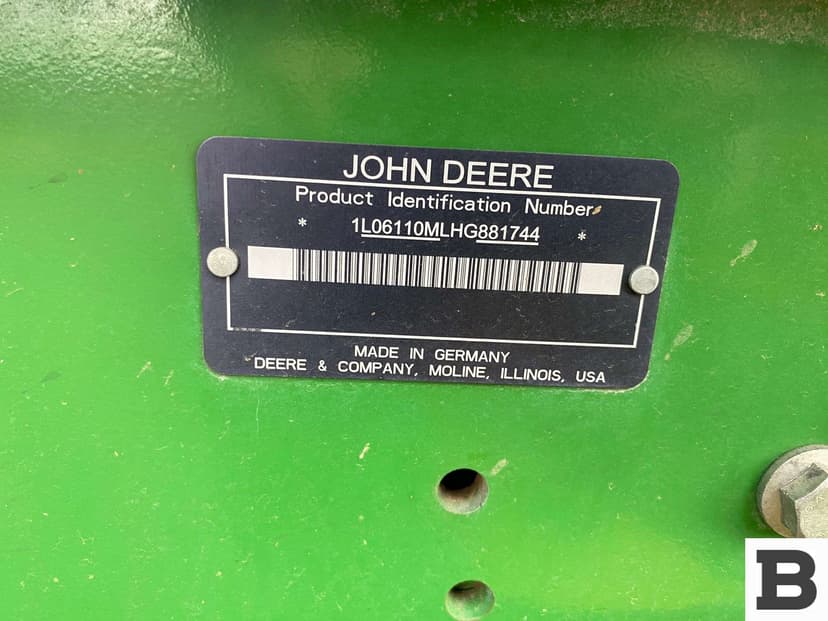 JOHN DEERE
Product Identification Number
* 1L06110MLHG881744 *
MADE IN GERMANY
DEERE & COMPANY, MOLINE, ILLINOIS, USA
B